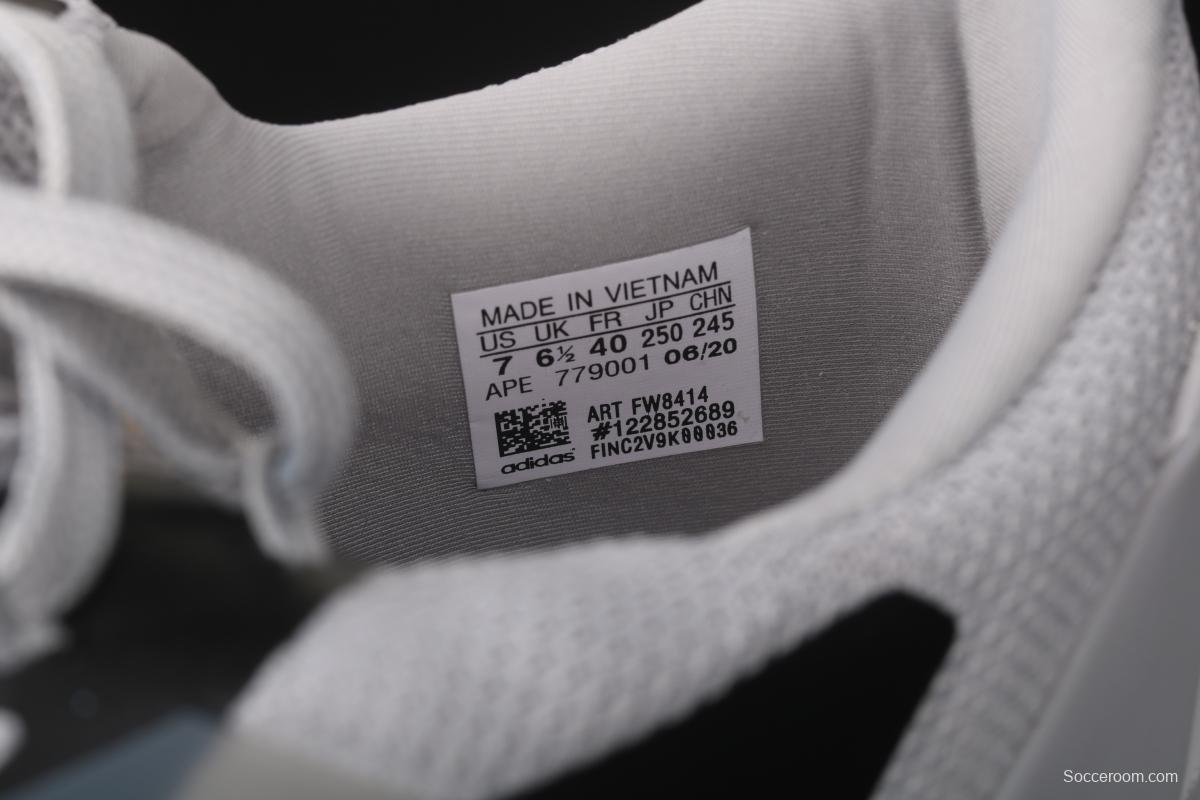 MADE IN VIETNAM
US UK FR JP CHN
7 6½ 40 250 245
APE 779001 06/20
ART FW8414
#122852689
FINC2V9K00036
adidas
Socceroom.com